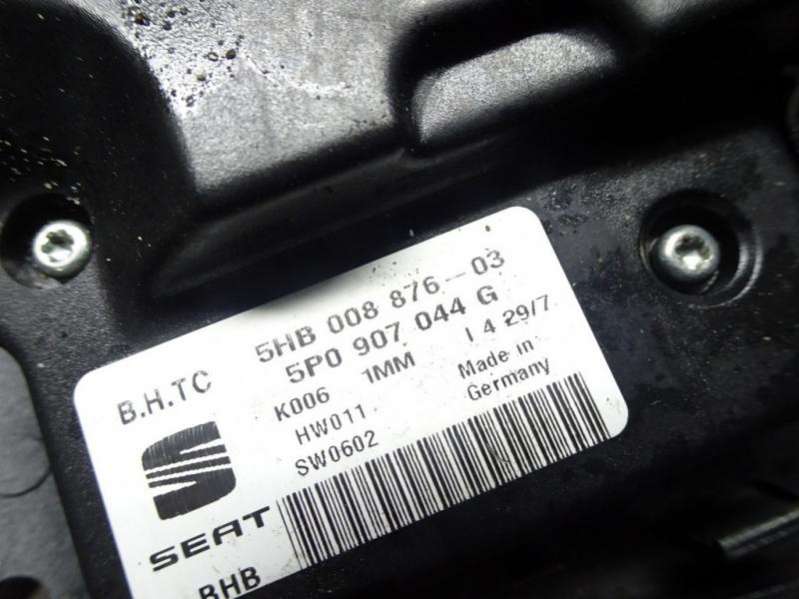 5HB 008 876-03
5P0 907 044 G
B.H.TC
K006 1MM I 4 29/7
HW011 Made in
SW0602 Germany
SEAT
BHB